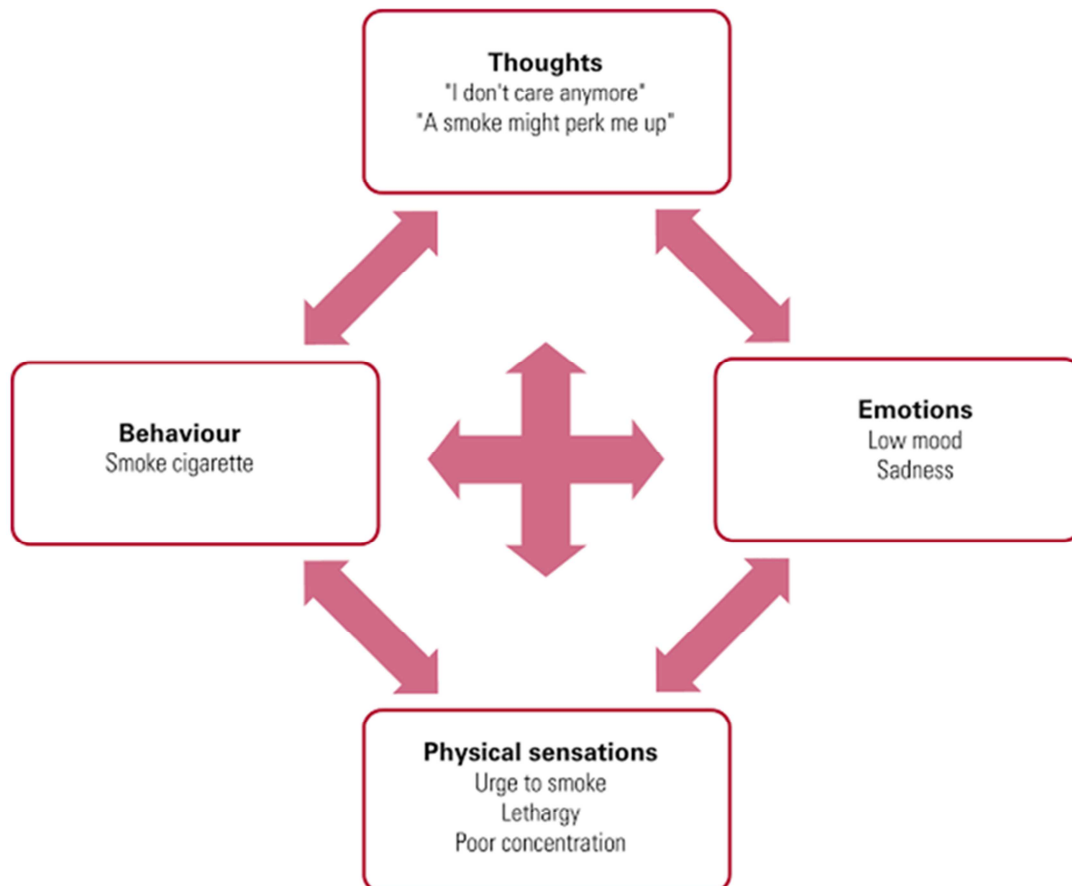 Thoughts
"I don't care anymore"
"A smoke might perk me up"
Behaviour
Smoke cigarette
Emotions
Low mood
Sadness
Physical sensations
Urge to smoke
Lethargy
Poor concentration